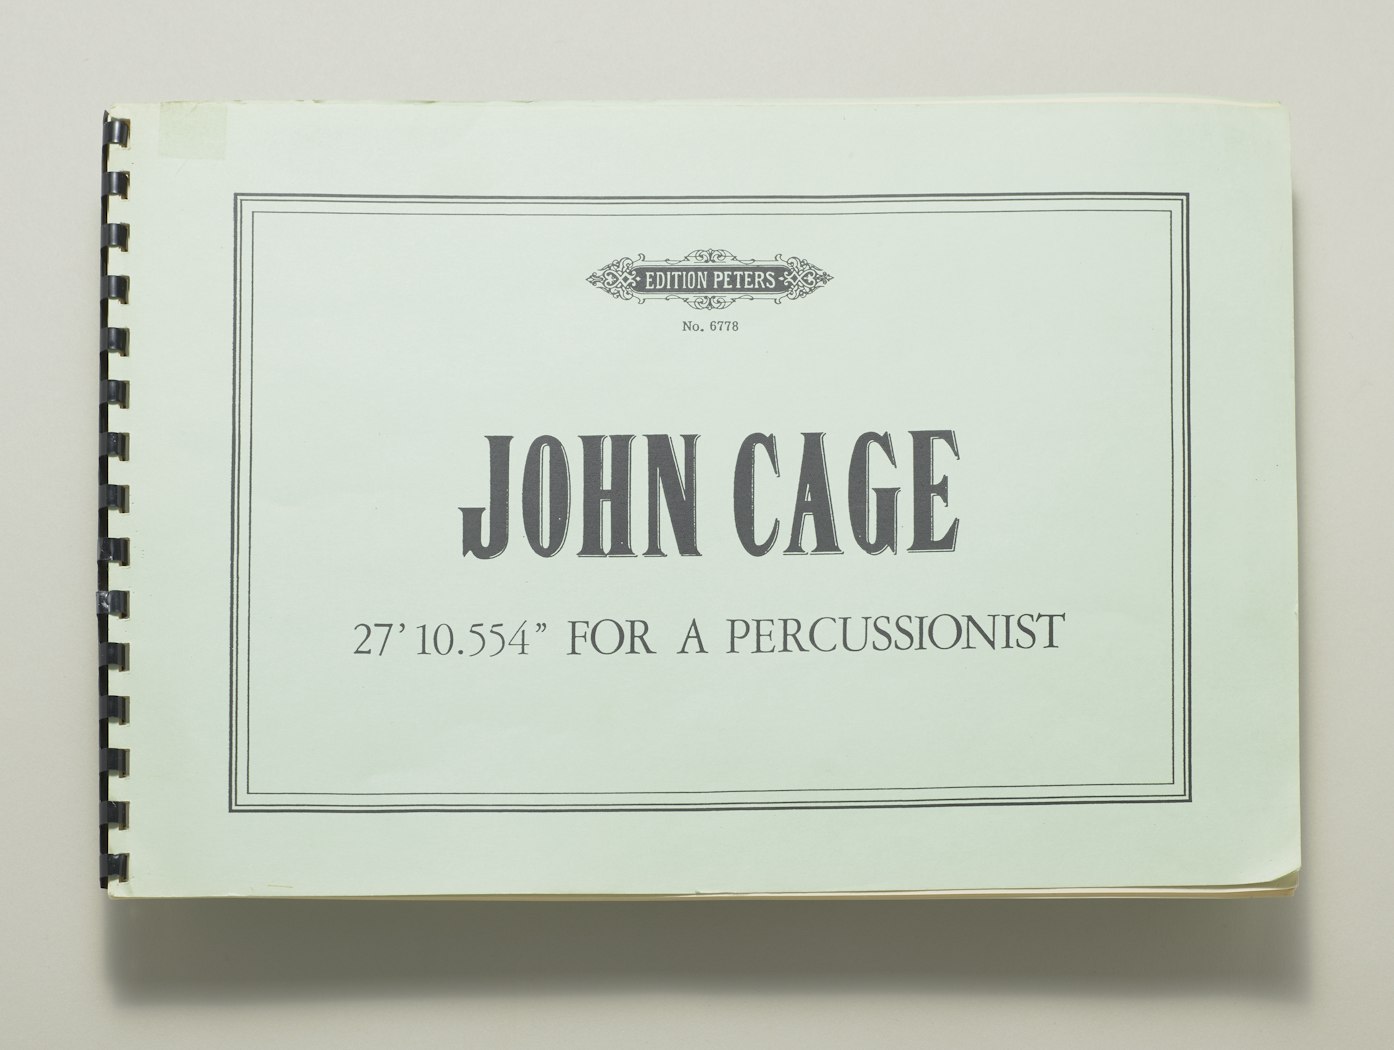 EDITION PETERS
No. 6778
JOHN CAGE
27’ 10.554” FOR A PERCUSSIONIST